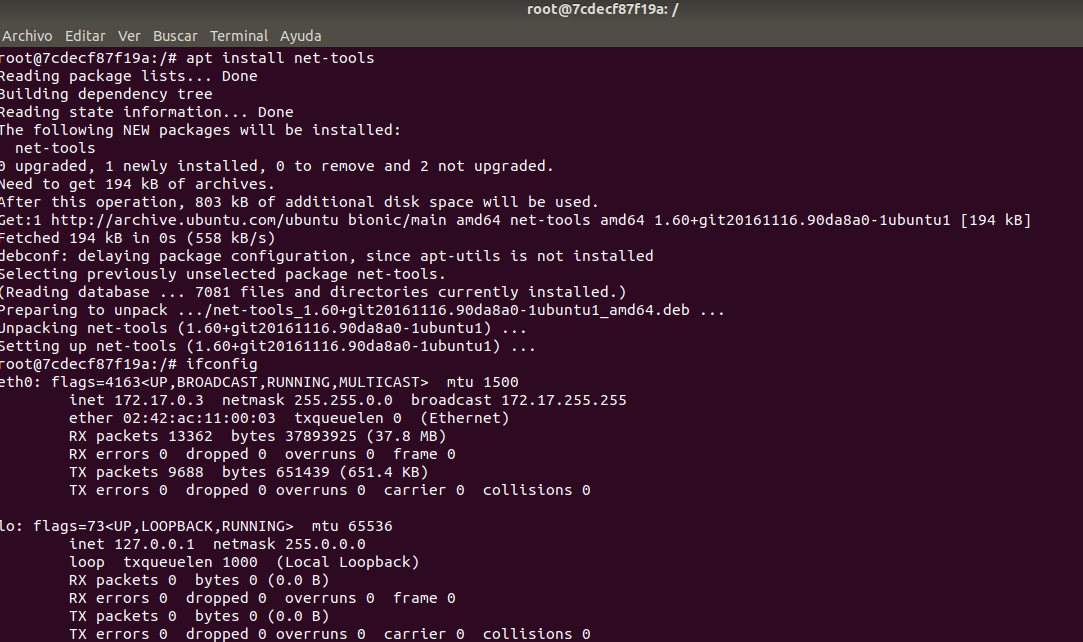 root@7cdecf87f19a: /
Archivo Editar Ver Buscar Terminal Ayuda
root@7cdecf87f19a:/# apt install net-tools
Reading package lists... Done
Building dependency tree
Reading state information... Done
The following NEW packages will be installed:
  net-tools
0 upgraded, 1 newly installed, 0 to remove and 2 not upgraded.
Need to get 194 kB of archives.
After this operation, 803 kB of additional disk space will be used.
Get:1 http://archive.ubuntu.com/ubuntu bionic/main amd64 net-tools amd64 1.60+git20161116.90da8a0-1ubuntu1 [194 kB]
Fetched 194 kB in 0s (558 kB/s)
debconf: delaying package configuration, since apt-utils is not installed
Selecting previously unselected package net-tools.
(Reading database ... 7081 files and directories currently installed.)
Preparing to unpack .../net-tools_1.60+git20161116.90da8a0-1ubuntu1_amd64.deb ...
Unpacking net-tools (1.60+git20161116.90da8a0-1ubuntu1) ...
Setting up net-tools (1.60+git20161116.90da8a0-1ubuntu1) ...
root@7cdecf87f19a:/# ifconfig
eth0: flags=4163<UP,BROADCAST,RUNNING,MULTICAST>  mtu 1500
        inet 172.17.0.3  netmask 255.255.0.0  broadcast 172.17.255.255
        ether 02:42:ac:11:00:03  txqueuelen 0  (Ethernet)
        RX packets 13362  bytes 37893925 (37.8 MB)
        RX errors 0  dropped 0  overruns 0  frame 0
        TX packets 9688  bytes 651439 (651.4 KB)
        TX errors 0  dropped 0 overruns 0  carrier 0  collisions 0
lo: flags=73<UP,LOOPBACK,RUNNING>  mtu 65536
        inet 127.0.0.1  netmask 255.0.0.0
        loop  txqueuelen 1000  (Local Loopback)
        RX packets 0  bytes 0 (0.0 B)
        RX errors 0  dropped 0  overruns 0  frame 0
        TX packets 0  bytes 0 (0.0 B)
        TX errors 0  dropped 0 overruns 0  carrier 0  collisions 0